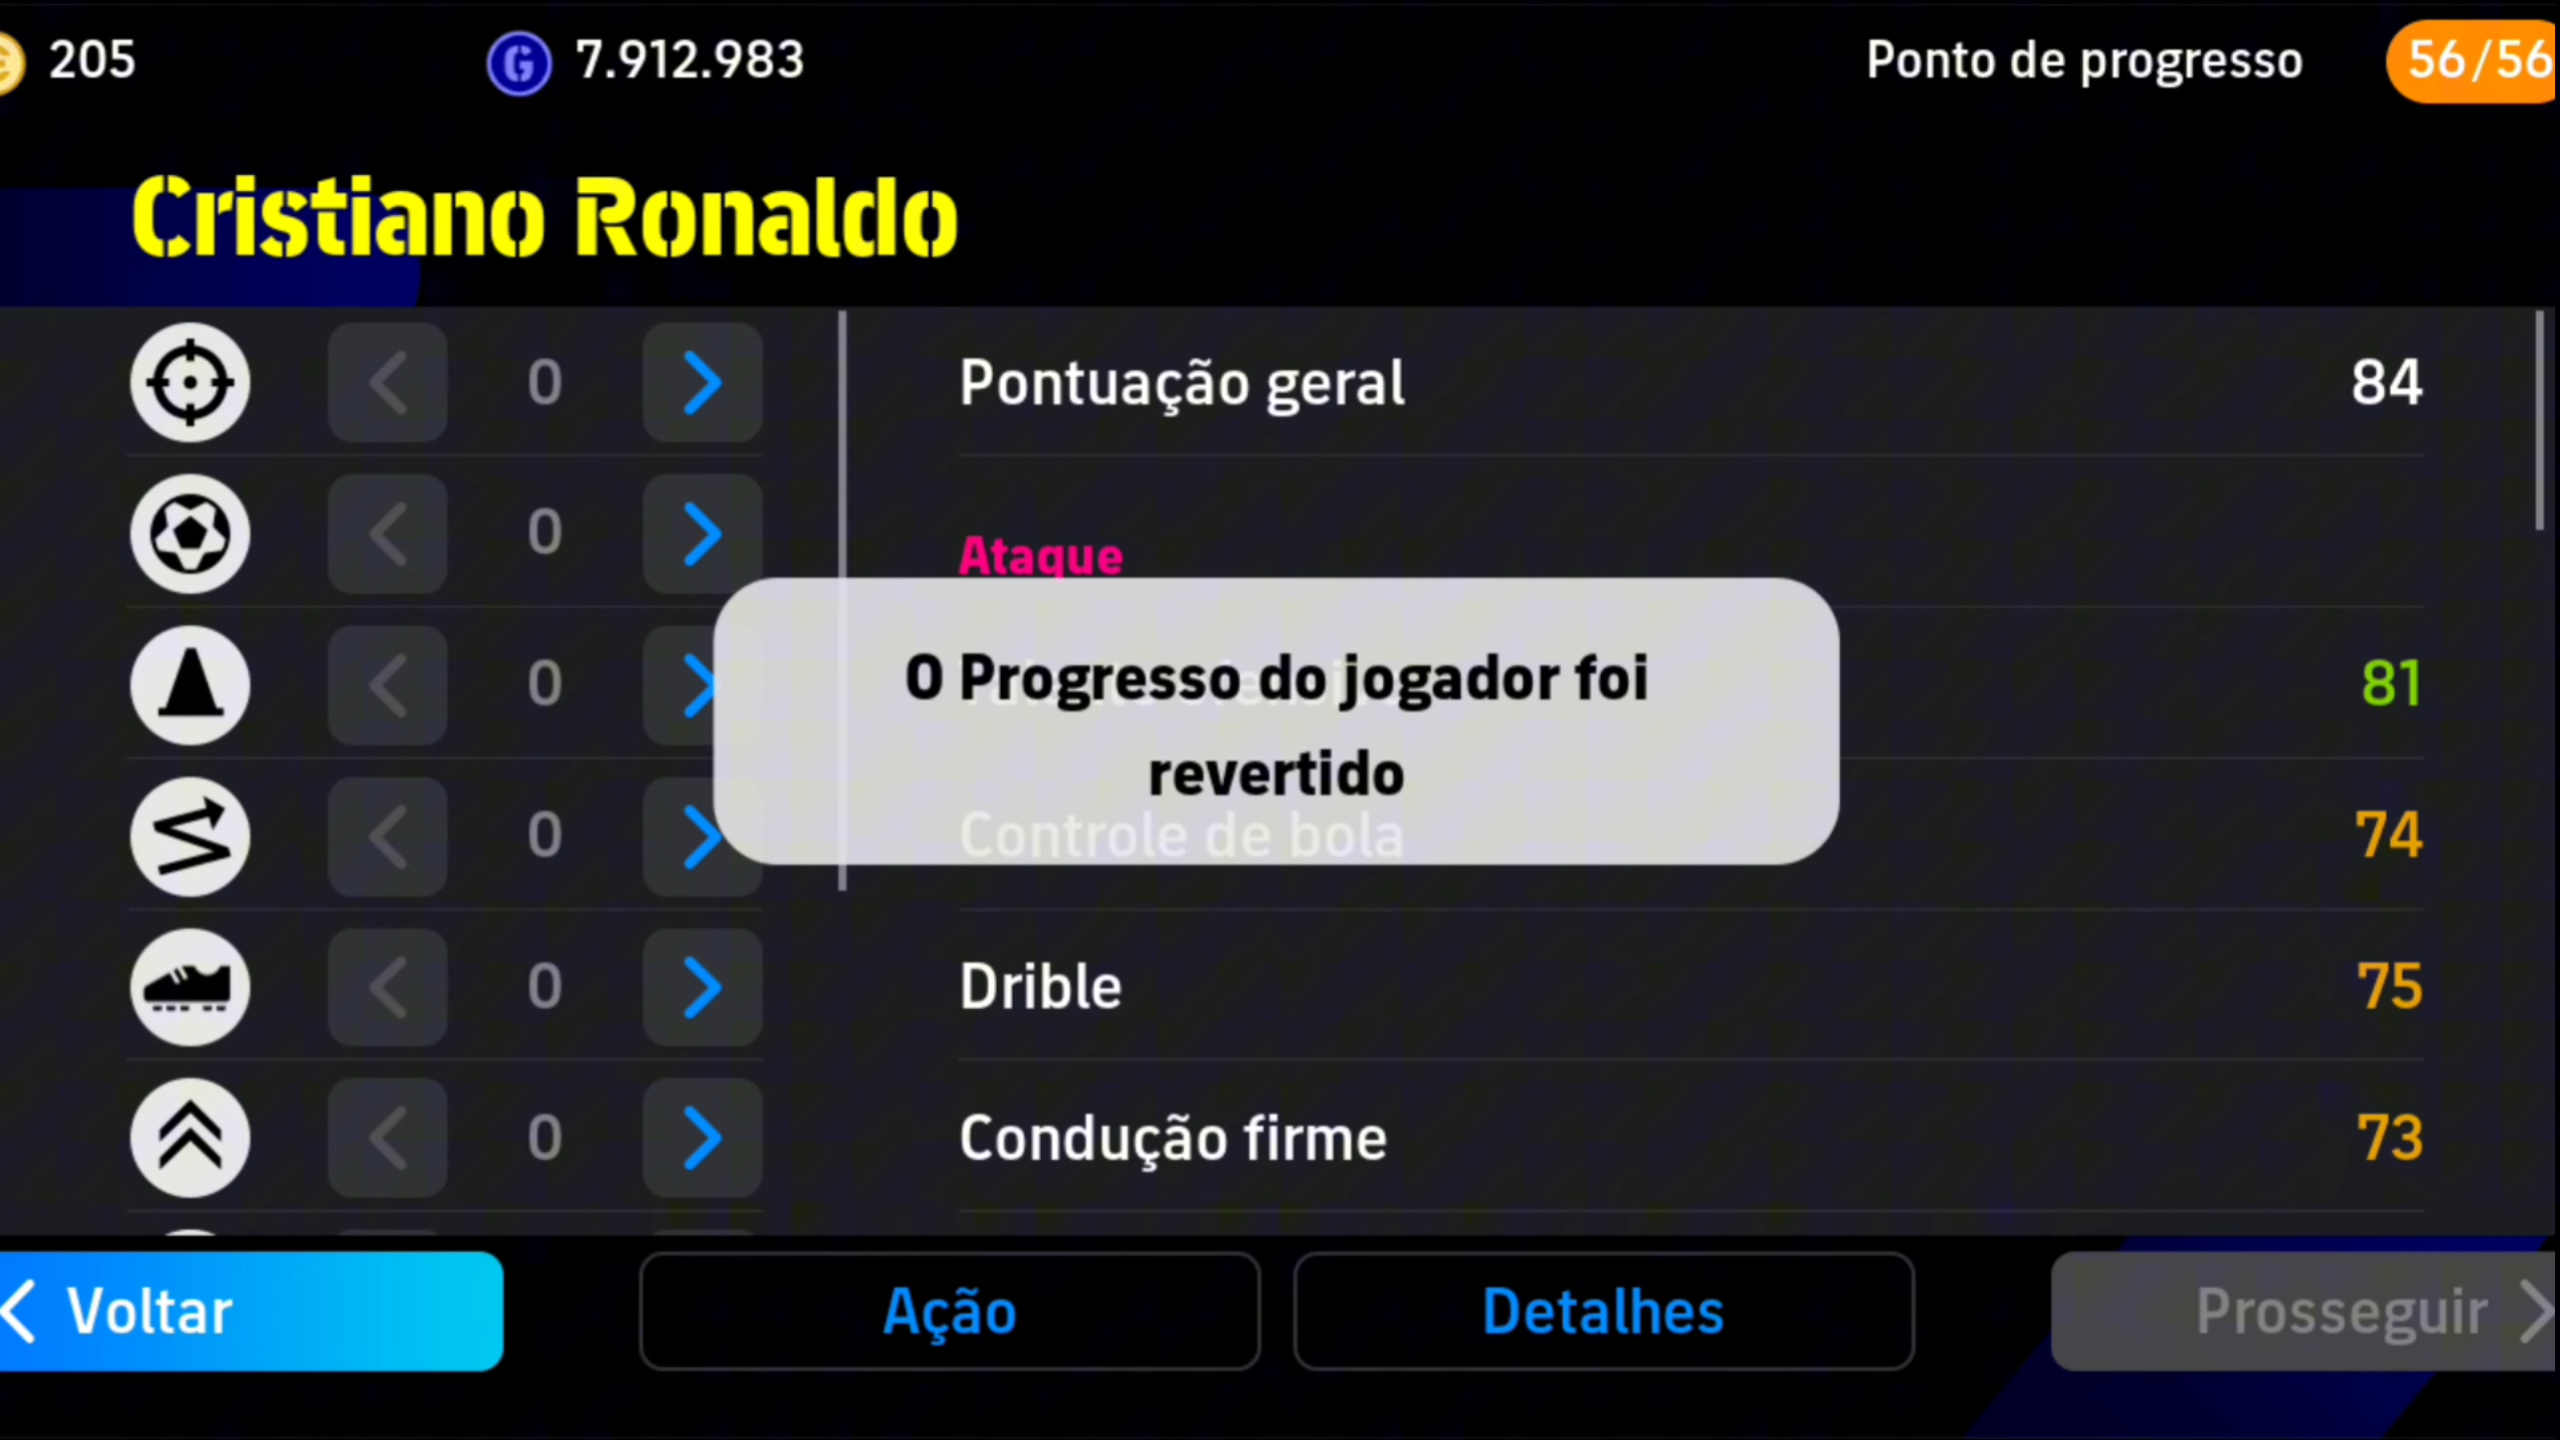 205
G 7.912.983
Ponto de progresso 56/56
Cristiano Ronaldo
0
Pontuação geral 84
0
Ataque
0
81
O Progresso do jogador foi
revertido
0
Controle de bola 74
0
Drible 75
0
Condução firme 73
Voltar
Ação
Detalhes
Prosseguir